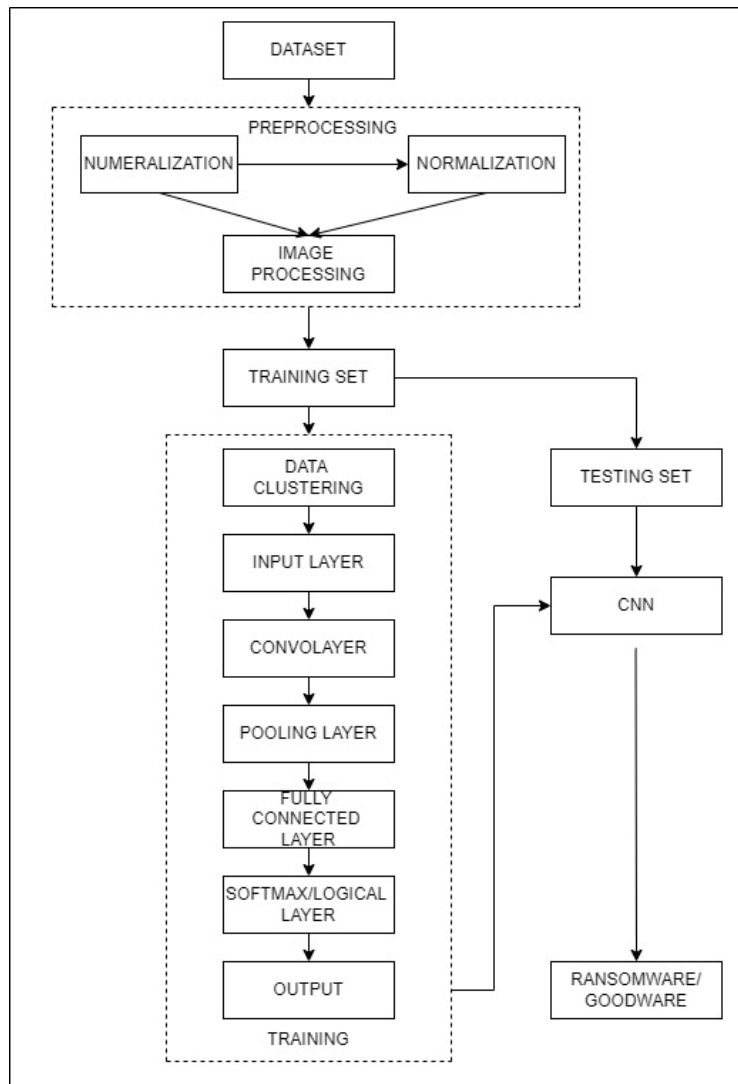 DATASET
PREPROCESSING
NUMERALIZATION
NORMALIZATION
IMAGE
PROCESSING
TRAINING SET
DATA
CLUSTERING
TESTING SET
INPUT LAYER
CNN
CONVOLAYER
POOLING LAYER
FULLY
CONNECTED
LAYER
SOFTMAX/LOGICAL
LAYER
OUTPUT
RANSOMWARE/
GOODWARE
TRAINING